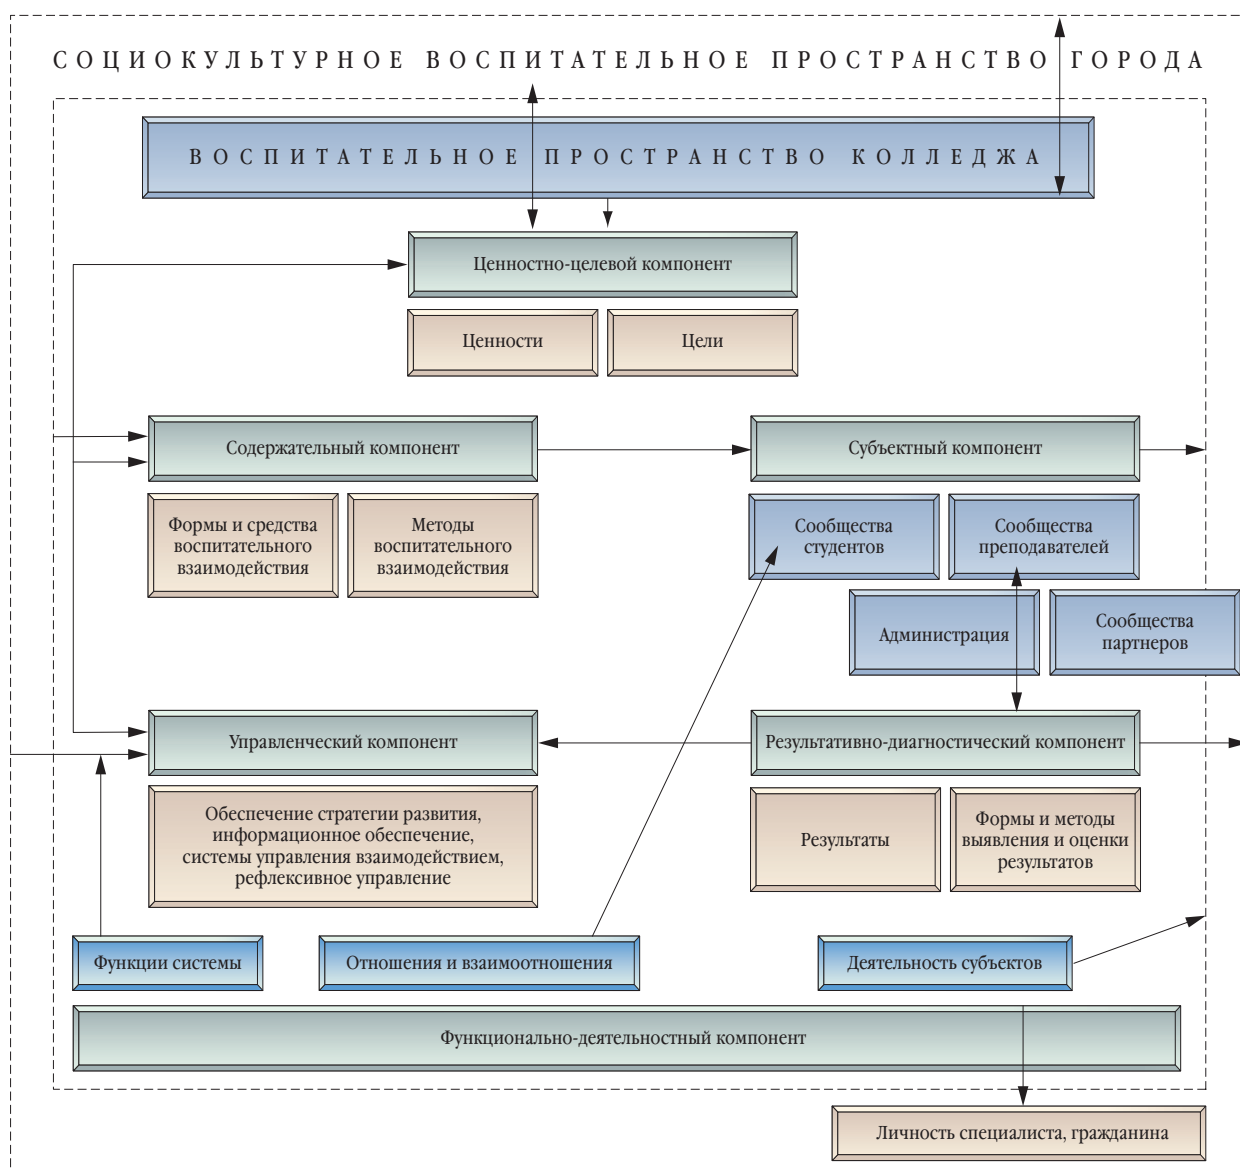 СОЦИОКУЛЬТУРНОЕ ВОСПИТАТЕЛЬНОЕ ПРОСТРАНСТВО ГОРОДА
ВОСПИТАТЕЛЬНОЕ ПРОСТРАНСТВО КОЛЛЕДЖА
Ценностно-целевой компонент
Ценности
Цели
Содержательный компонент
Субъектный компонент
Формы и средства
воспитательного
взаимодействия
Методы
воспитательного
взаимодействия
Сообщества
студентов
Сообщества
преподавателей
Администрация
Сообщества
партнеров
Управленческий компонент
Результативно-диагностический компонент
Обеспечение стратегии развития,
информационное обеспечение,
системы управления взаимодействием,
рефлексивное управление
Результаты
Формы и методы
выявления и оценки
результатов
Функции системы
Отношения и взаимоотношения
Деятельность субъектов
Функционально-деятельностный компонент
Личность специалиста, гражданина